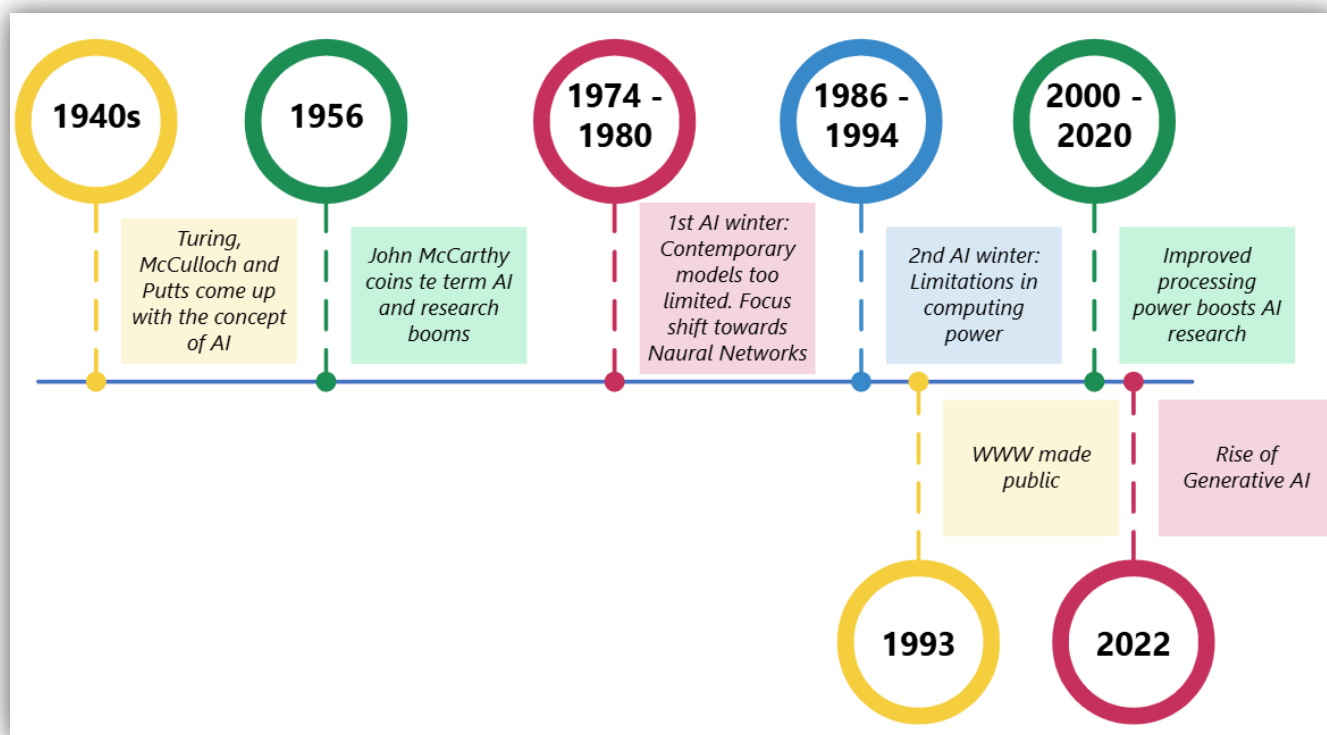 1940s
Turing,
McCulloch and
Putts come up
with the concept
of AI
1956
John McCarthy
coins te term AI
and research
booms
1974 -
1980
1st AI winter:
Contemporary
models too
limited. Focus
shift towards
Naural Networks
1986 -
1994
2nd AI winter:
Limitations in
computing
power
2000 -
2020
Improved
processing
power boosts AI
research
WWW made
public
1993
Rise of
Generative AI
2022